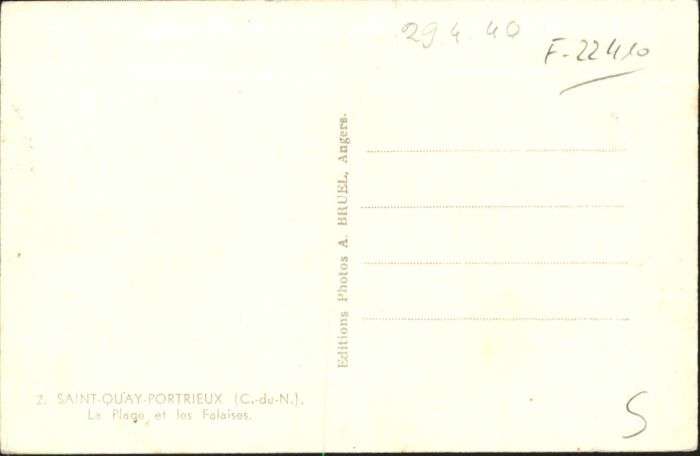 29.4.40
F-22410
Editions Photos A. BRUEL, Angers.
2. SAINT-QUAY-PORTRIEUX (C.-du-N.).
La Plage et les Falaises.
S